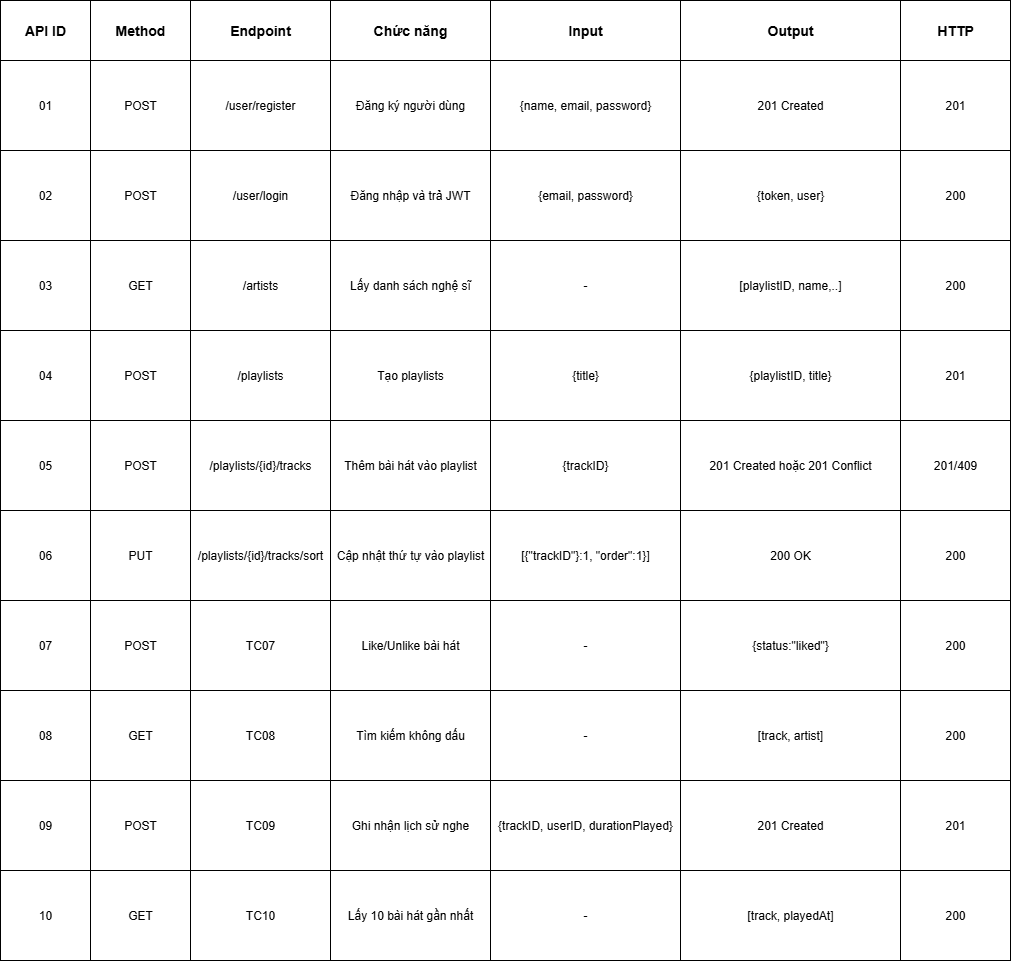 API ID Method Endpoint Chức năng Input Output HTTP
01 POST /user/register Đăng ký người dùng {name, email, password} 201 Created 201
02 POST /user/login Đăng nhập và trả JWT {email, password} {token, user} 200
03 GET /artists Lấy danh sách nghệ sĩ - [playlistID, name,..] 200
04 POST /playlists Tạo playlists {title} {playlistID, title} 201
05 POST /playlists/{id}/tracks Thêm bài hát vào playlist {trackID} 201 Created hoặc 201 Conflict 201/409
06 PUT /playlists/{id}/tracks/sort Cập nhật thứ tự vào playlist [{"trackID"}:1, "order":1}] 200 OK 200
07 POST TC07 Like/Unlike bài hát - {status:"liked"} 200
08 GET TC08 Tìm kiếm không dấu - [track, artist] 200
09 POST TC09 Ghi nhận lịch sử nghe {trackID, userID, durationPlayed} 201 Created 201
10 GET TC10 Lấy 10 bài hát gần nhất - [track, playedAt] 200